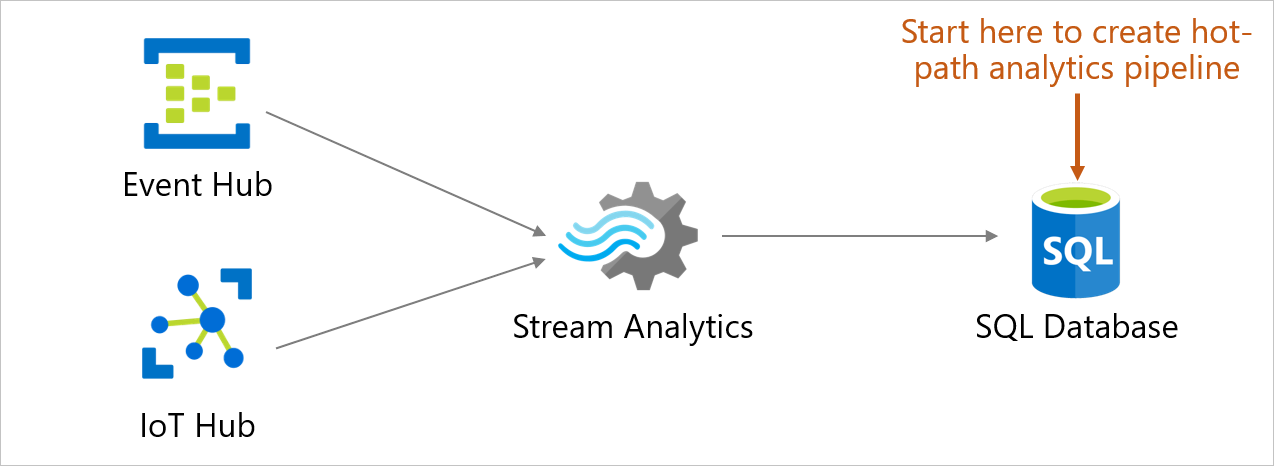 Start here to create hot-
path analytics pipeline
Event Hub
IoT Hub
Stream Analytics
SQL
SQL Database